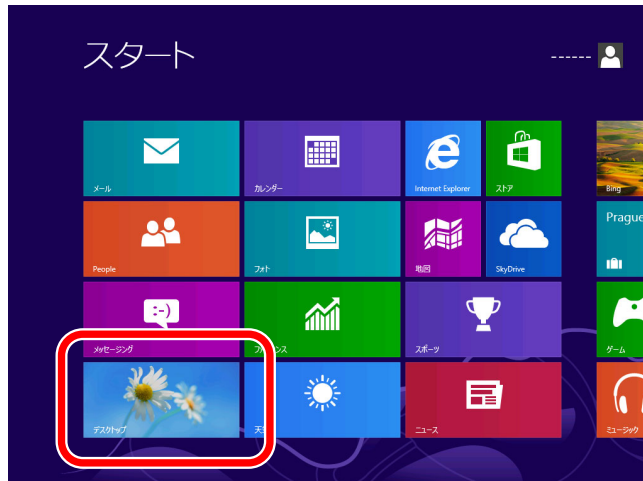 スタート
------
メール
カレンダー
Internet Explorer
ストア
Bing
People
フォト
地図
SkyDrive
Prague
メッセージング
ファイナンス
スポーツ
ゲーム
デスクトップ
天気
ニュース
ミュージック